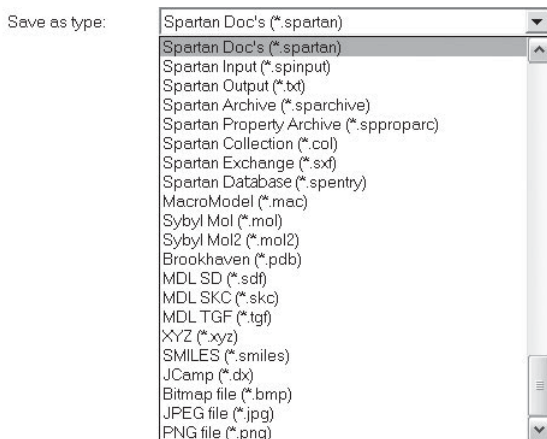 Save as type: Spartan Doc's (*.spartan)
Spartan Doc's (*.spartan)
Spartan Input (*.spinput)
Spartan Output (*.txt)
Spartan Archive (*.sparchive)
Spartan Property Archive (*.spproparc)
Spartan Collection (*.col)
Spartan Exchange (*.sxf)
Spartan Database (*.spentry)
MacroModel (*.mac)
Sybyl Mol (*.mol)
Sybyl Mol2 (*.mol2)
Brookhaven (*.pdb)
MDL SD (*.sdf)
MDL SKC (*.skc)
MDL TGF (*.tgf)
XYZ (*.xyz)
SMILES (*.smiles)
JCamp (*.dx)
Bitmap file (*.bmp)
JPEG file (*.jpg)
PNG file (*.png)